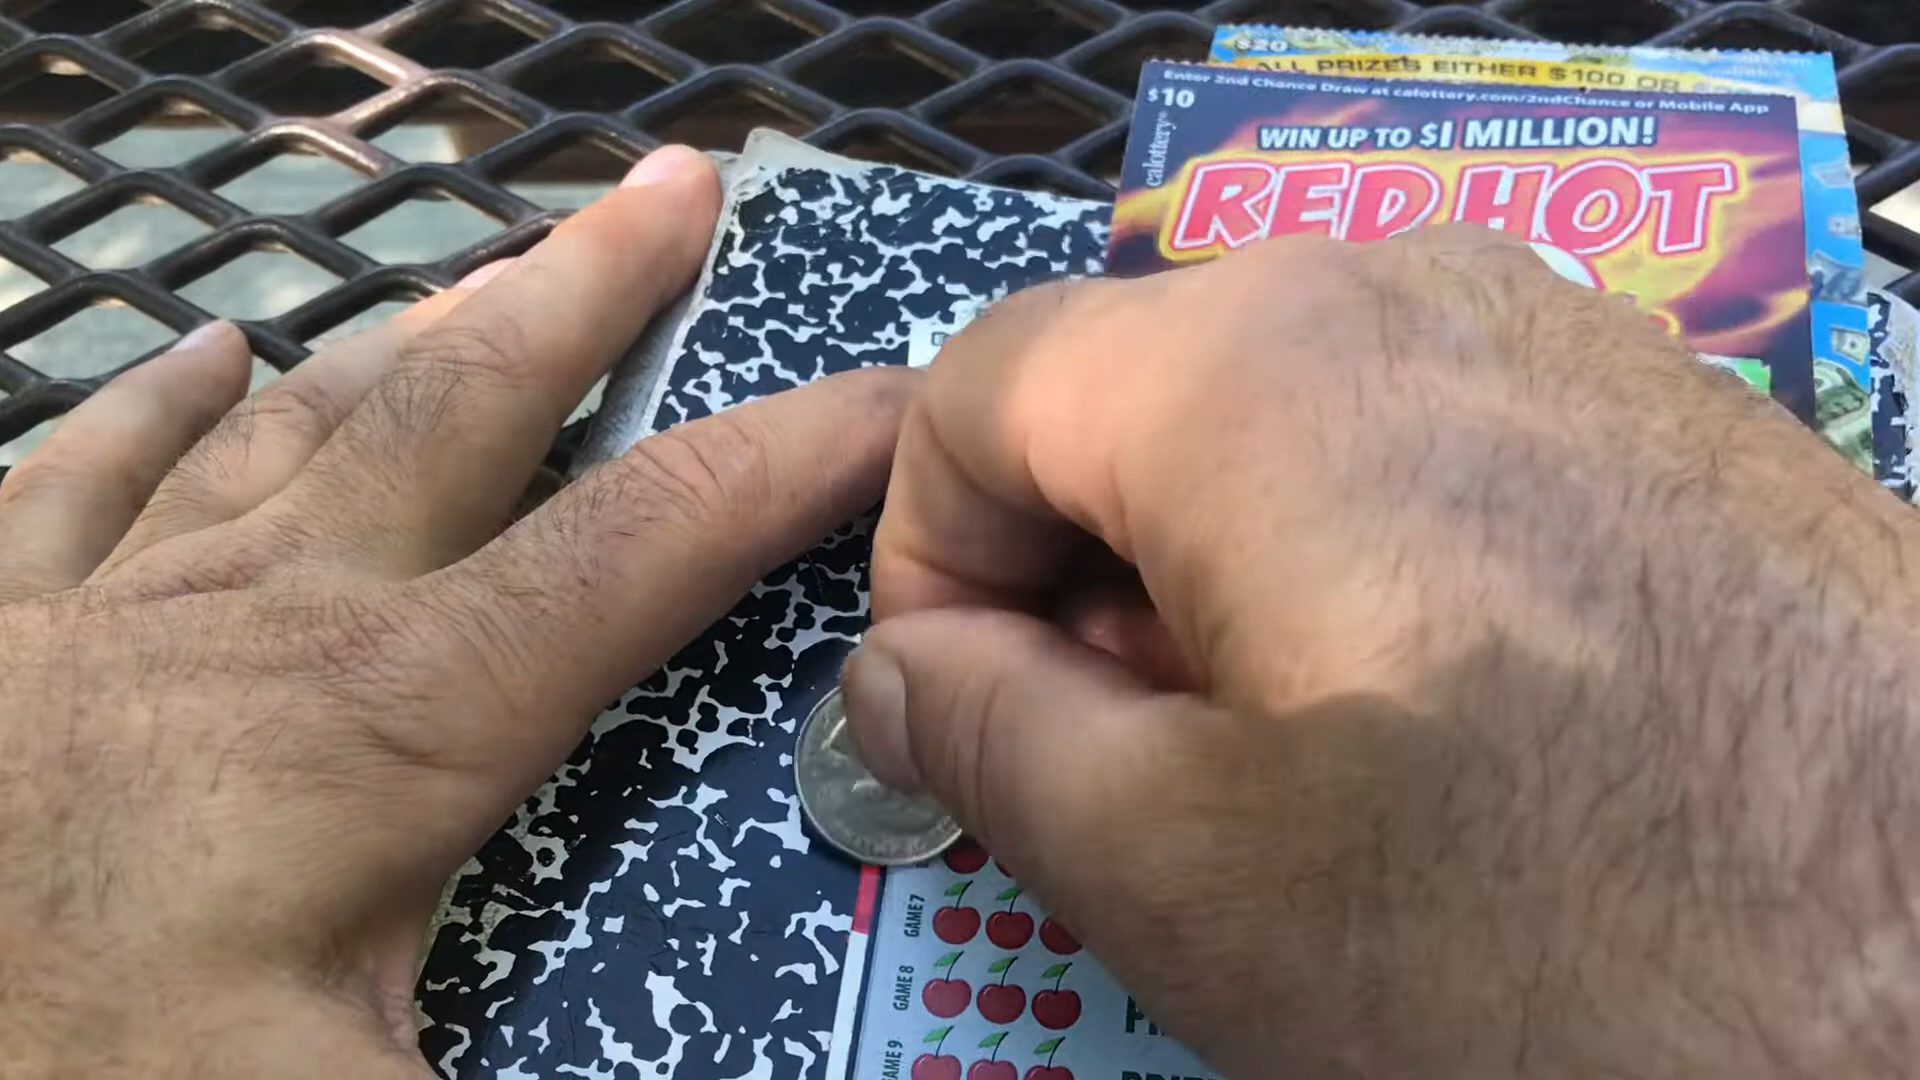 $20
ALL PRIZES EITHER $100 OR
Enter 2nd Chance Draw at calottery.com/2ndChance or Mobile App
$10
calottery
WIN UP TO $1 MILLION!
RED HOT
GAME 7
GAME 8
GAME 9